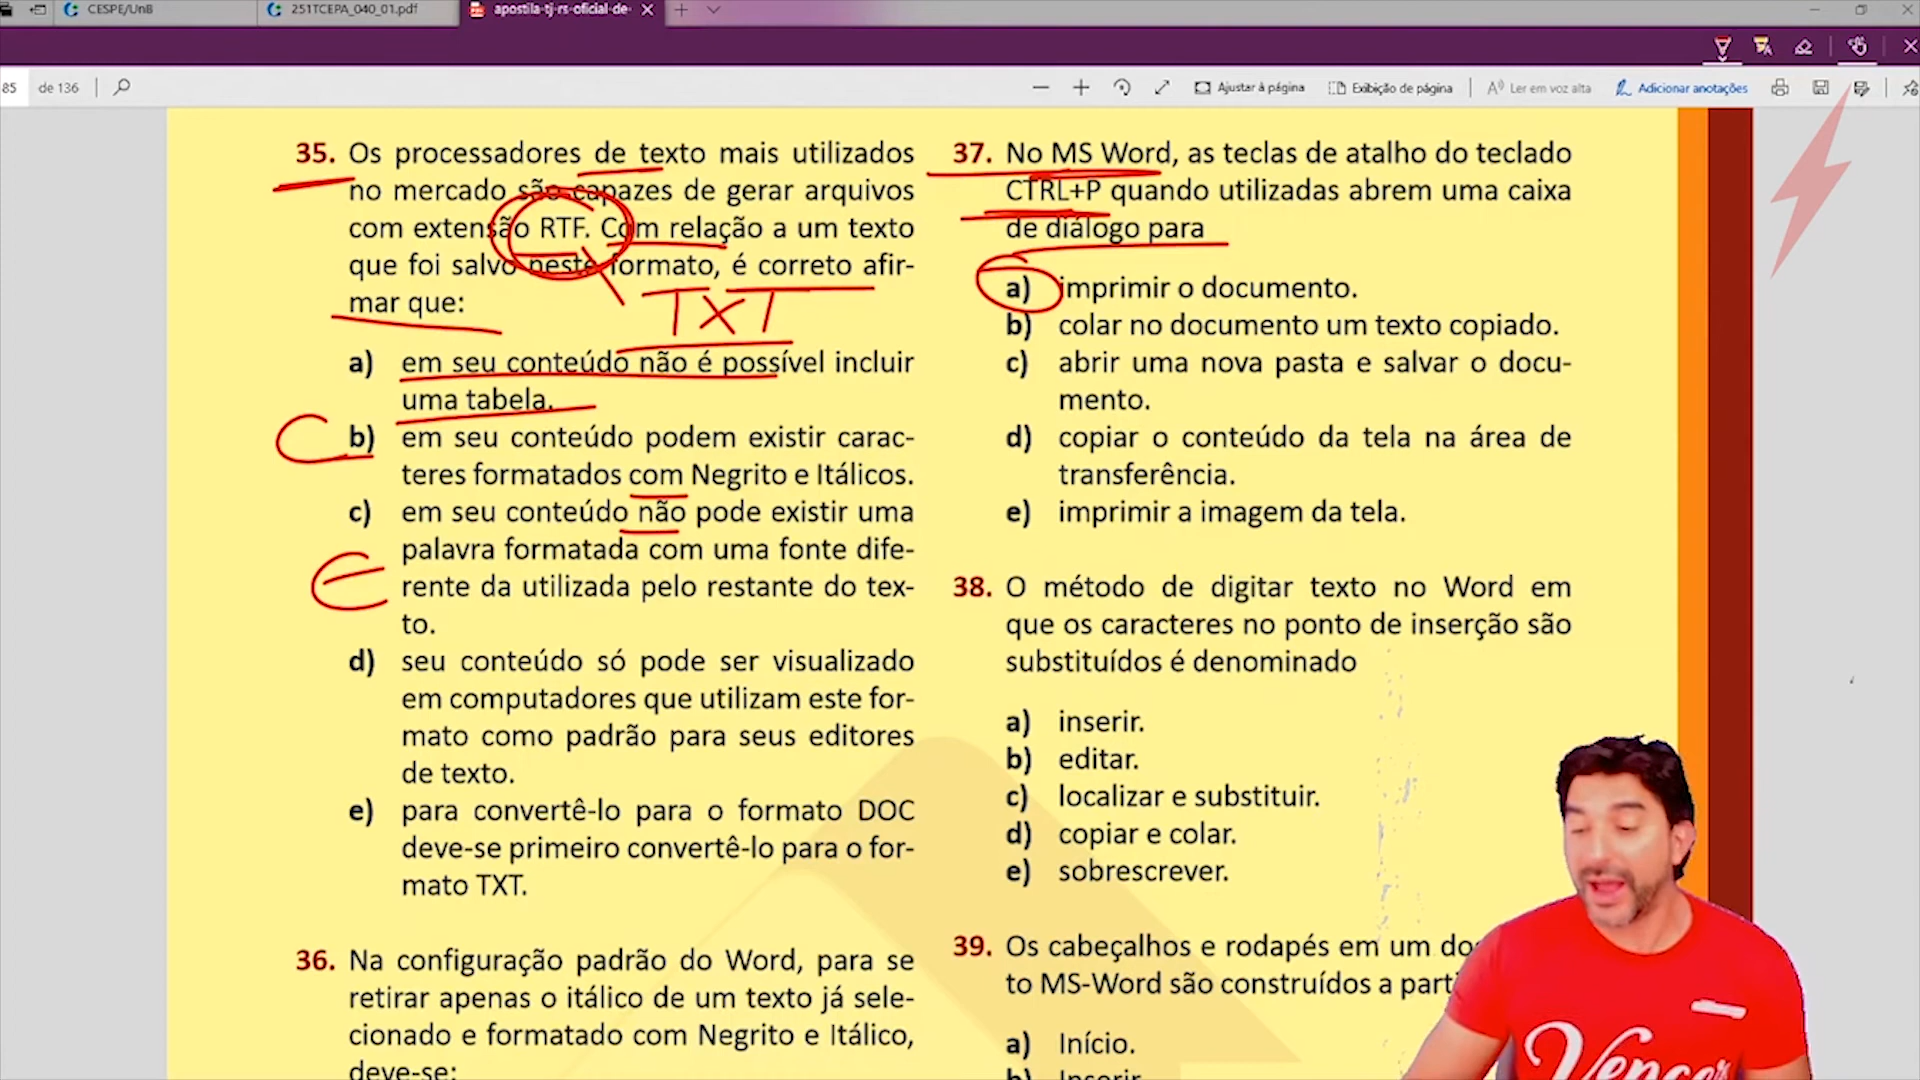 CESPE/UnB
251TCEPA_040_01.pdf
apostila-tj-rs-oficial-de-
85 de 136
Ajustar à página
Exibição de página
Ler em voz alta
Adicionar anotações
35. Os processadores de texto mais utilizados
no mercado são capazes de gerar arquivos
com extensão RTF. Com relação a um texto
que foi salvo neste formato, é correto afir-
mar que:
TXT
a) em seu conteúdo não é possível incluir
uma tabela.
C
b) em seu conteúdo podem existir carac-
teres formatados com Negrito e Itálicos.
c) em seu conteúdo não pode existir uma
palavra formatada com uma fonte dife-
rente da utilizada pelo restante do tex-
to.
E
d) seu conteúdo só pode ser visualizado
em computadores que utilizam este for-
mato como padrão para seus editores
de texto.
e) para convertê-lo para o formato DOC
deve-se primeiro convertê-lo para o for-
mato TXT.
36. Na configuração padrão do Word, para se
retirar apenas o itálico de um texto já sele-
cionado e formatado com Negrito e Itálico,
deve-se:
37. No MS Word, as teclas de atalho do teclado
CTRL+P quando utilizadas abrem uma caixa
de diálogo para
a) imprimir o documento.
b) colar no documento um texto copiado.
c) abrir uma nova pasta e salvar o docu-
mento.
d) copiar o conteúdo da tela na área de
transferência.
e) imprimir a imagem da tela.
38. O método de digitar texto no Word em
que os caracteres no ponto de inserção são
substituídos é denominado
a) inserir.
b) editar.
c) localizar e substituir.
d) copiar e colar.
e) sobrescrever.
39. Os cabeçalhos e rodapés em um do
to MS-Word são construídos a part
a) Início.
b) Inserir
Vencer